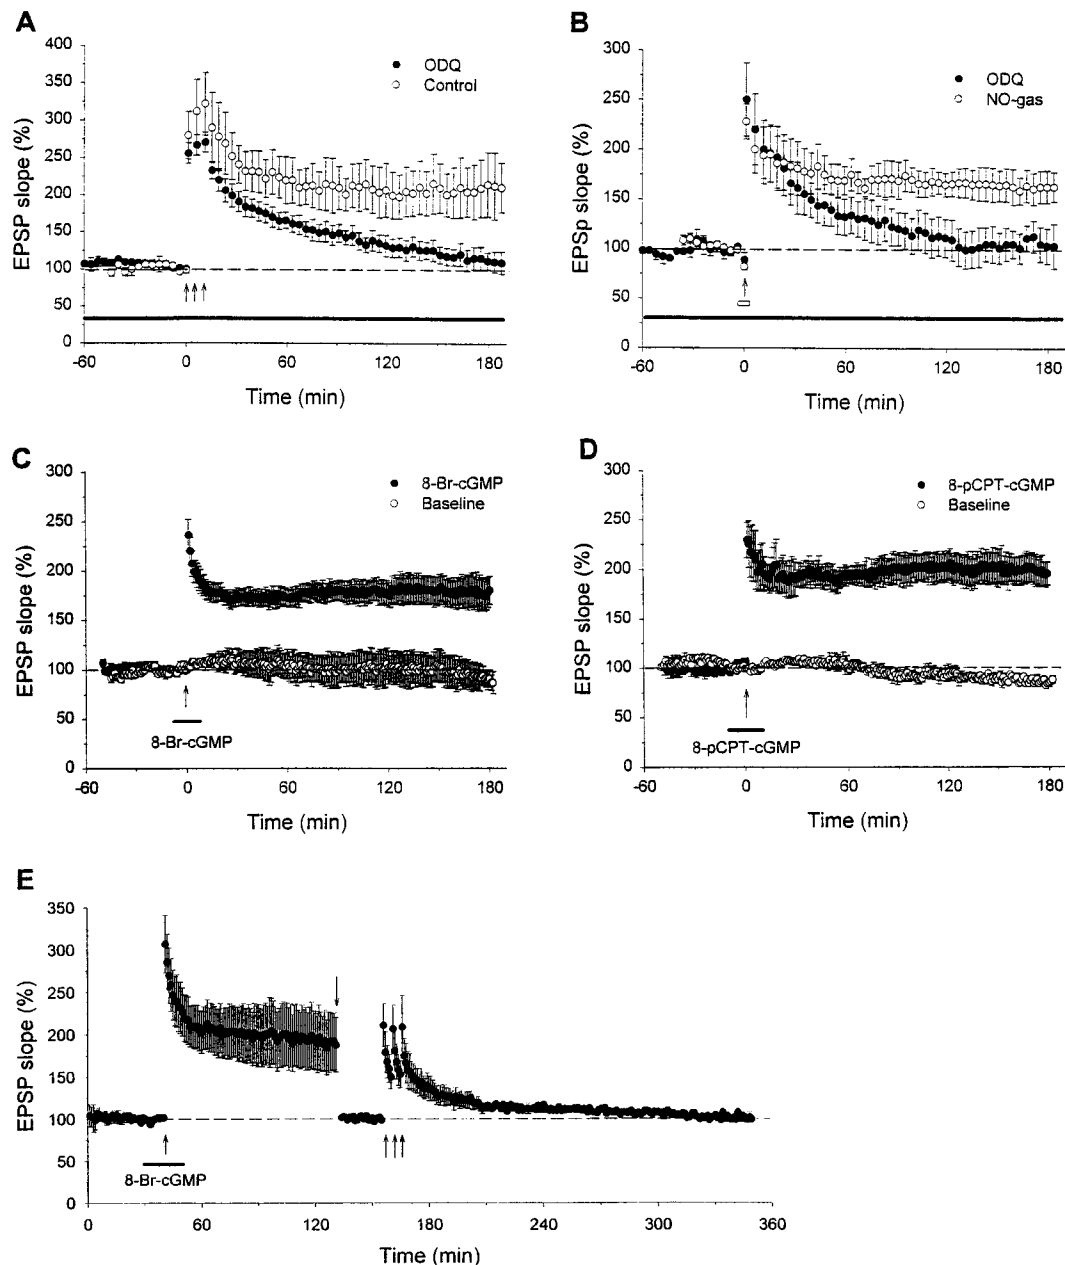 A
EPSP slope (%)
400
350
300
250
200
150
100
50
0
ODQ
Control
-60
0
60
120
180
Time (min)
B
EPSp slope (%)
300
250
200
150
100
50
0
ODQ
NO-gas
-60
0
60
120
180
Time (min)
C
EPSP slope (%)
300
250
200
150
100
50
0
8-Br-cGMP
Baseline
8-Br-cGMP
-60
0
60
120
180
Time (min)
D
EPSP slope (%)
300
250
200
150
100
50
0
8-pCPT-cGMP
Baseline
8-pCPT-cGMP
-60
0
60
120
180
Time (min)
E
EPSP slope (%)
350
300
250
200
150
100
50
0
8-Br-cGMP
0
60
120
180
240
300
360
Time (min)